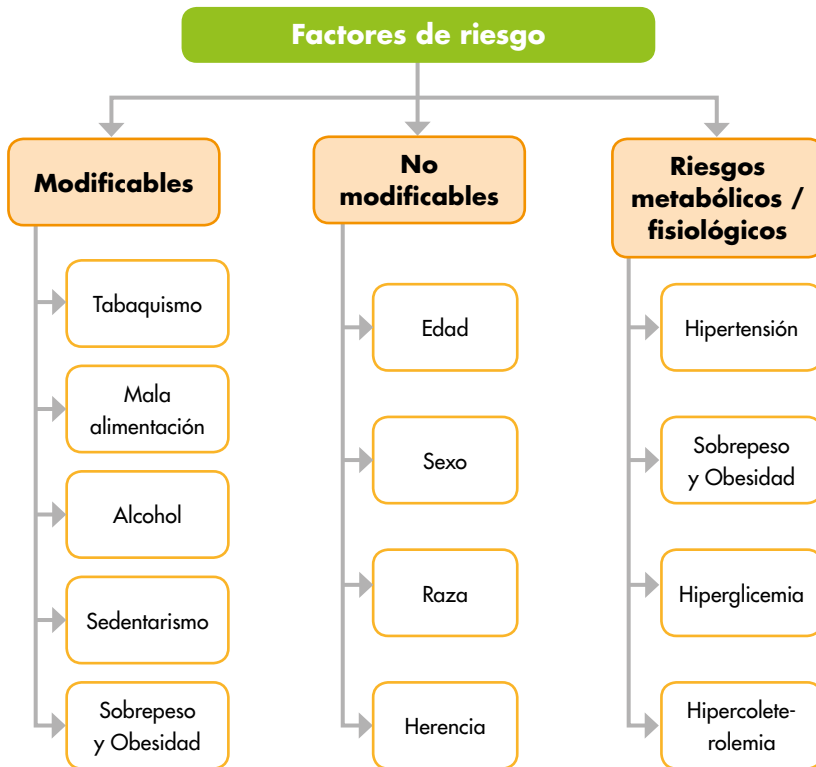 Factores de riesgo
Modificables
Tabaquismo
Mala
alimentación
Alcohol
Sedentarismo
Sobrepeso
y Obesidad
No
modificables
Edad
Sexo
Raza
Herencia
Riesgos
metabólicos /
fisiológicos
Hipertensión
Sobrepeso
y Obesidad
Hiperglicemia
Hipercolete-
rolemia